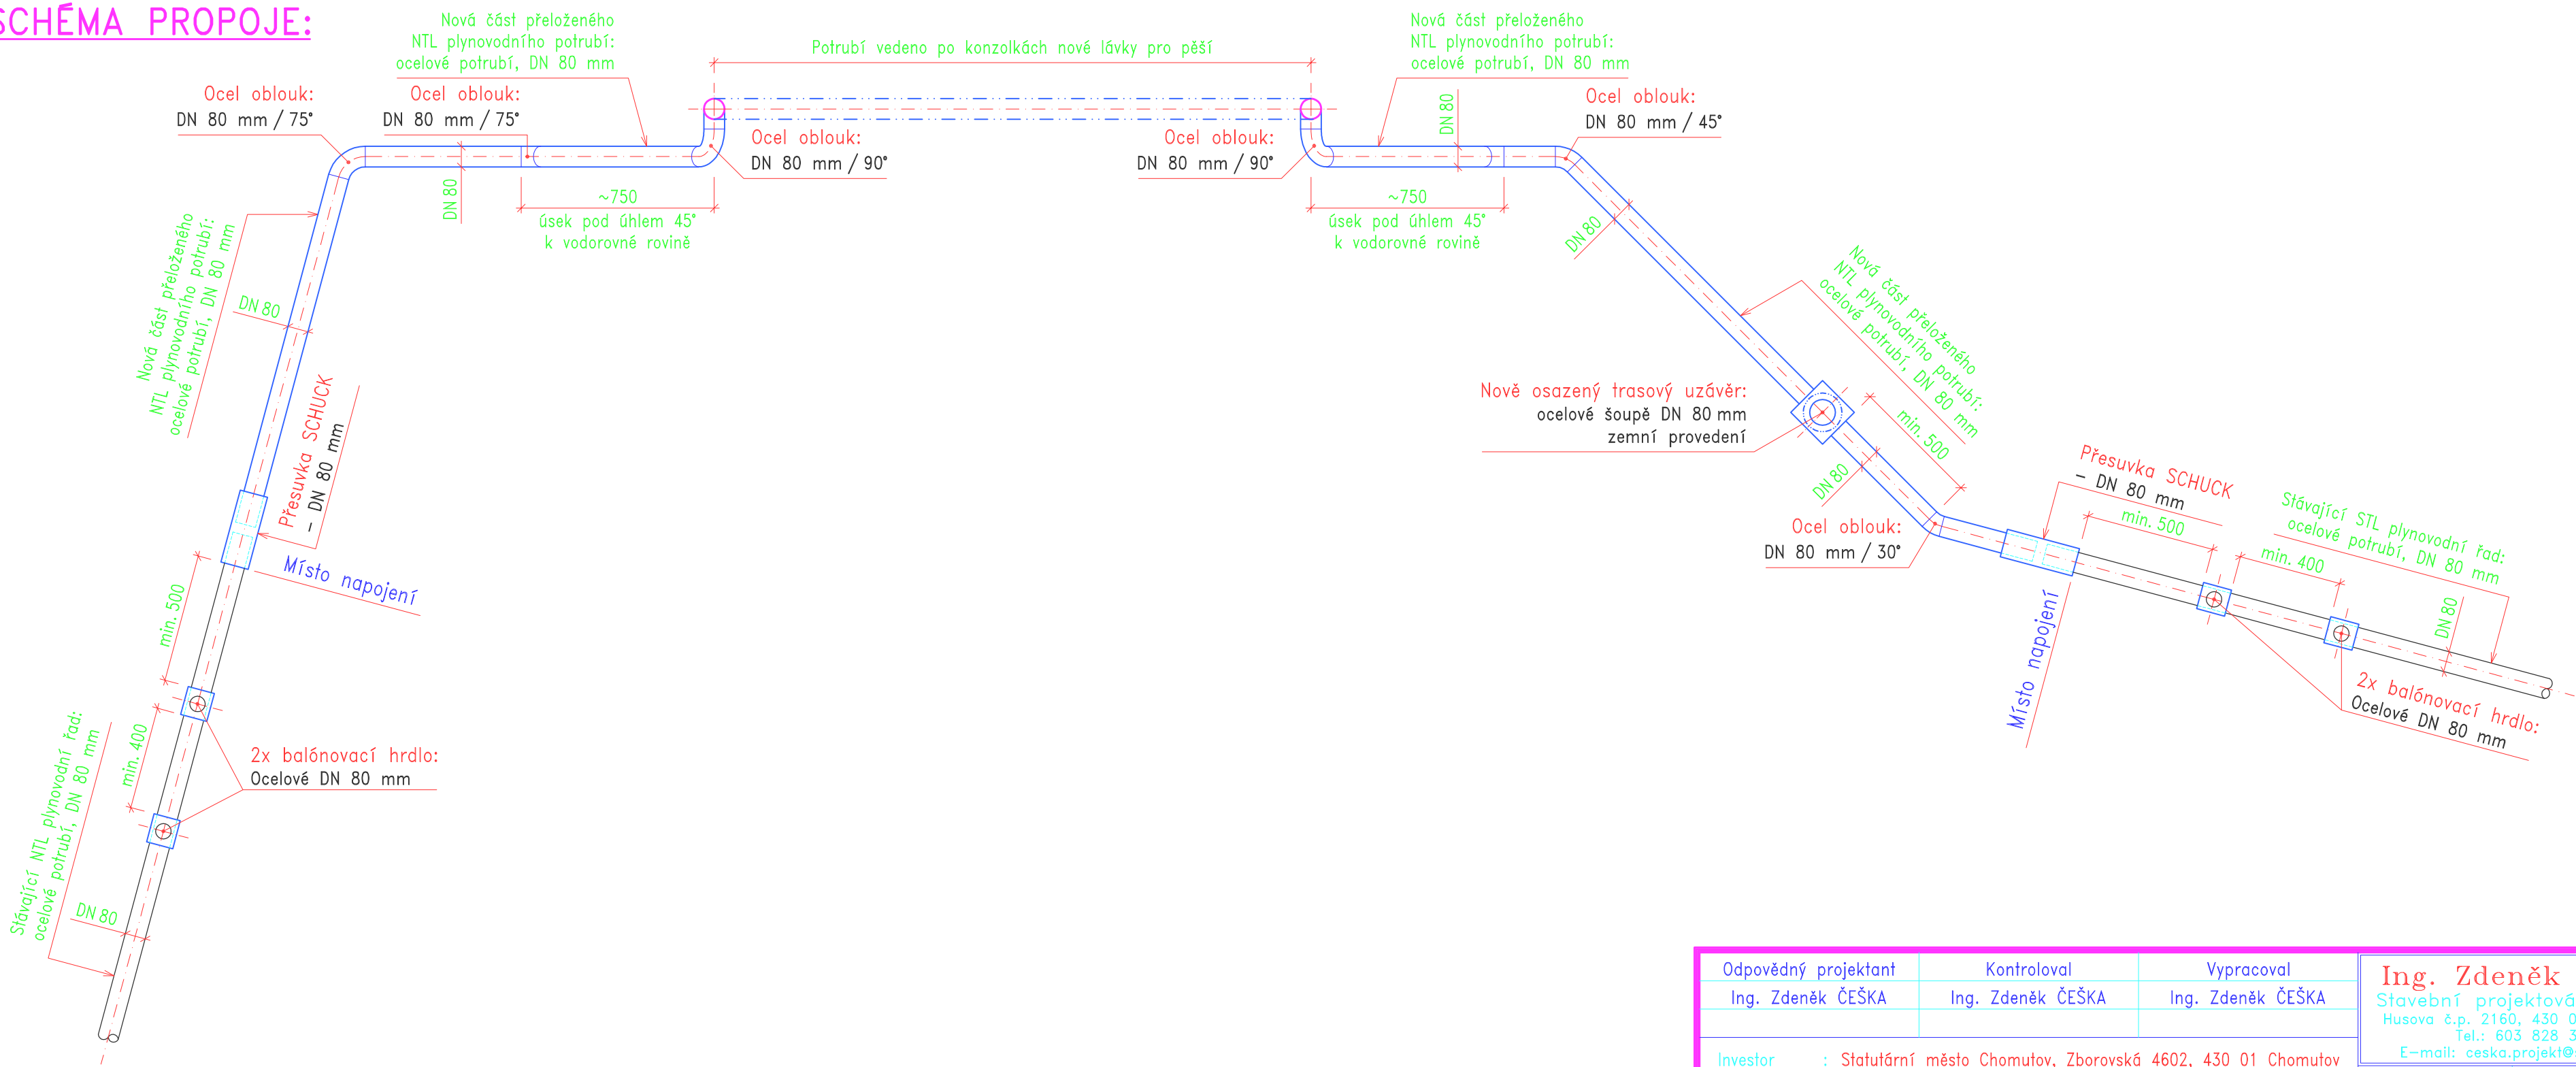 SCHÉMA PROPOJE:
Nová část přeloženého
NTL plynovodního potrubí:
ocelové potrubí, DN 80 mm
Potrubí vedeno po konzolkách nové lávky pro pěší
Nová část přeloženého
NTL plynovodního potrubí:
ocelové potrubí, DN 80 mm
Ocel oblouk:
DN 80 mm / 75°
Ocel oblouk:
DN 80 mm / 75°
Ocel oblouk:
DN 80 mm / 90°
Ocel oblouk:
DN 80 mm / 90°
DN 80
Ocel oblouk:
DN 80 mm / 45°
DN 80
~750
úsek pod úhlem 45°
k vodorovné rovině
~750
úsek pod úhlem 45°
k vodorovné rovině
DN 80
Nová část přeloženého
NTL plynovodního potrubí:
ocelové potrubí, DN 80 mm
DN 80
Nová část přeloženého
NTL plynovodního potrubí:
ocelové potrubí, DN 80 mm
Přesuvka SCHUCK
- DN 80 mm
Místo napojení
min. 500
min. 400
2x balónovací hrdlo:
Ocelové DN 80 mm
Stávající NTL plynovodní řad:
ocelové potrubí, DN 80 mm
DN 80
Nově osazený trasový uzávěr:
ocelové šoupě DN 80 mm
zemní provedení
min. 500
DN 80
Ocel oblouk:
DN 80 mm / 30°
Přesuvka SCHUCK
- DN 80 mm
min. 500
Stávající STL plynovodní řad:
ocelové potrubí, DN 80 mm
min. 400
DN 80
Místo napojení
2x balónovací hrdlo:
Ocelové DN 80 mm
Odpovědný projektant
Kontroloval
Vypracoval
Ing. Zdeněk ČEŠKA
Ing. Zdeněk ČEŠKA
Ing. Zdeněk ČEŠKA
Investor : Statutární město Chomutov, Zborovská 4602, 430 01 Chomutov
Ing. Zdeněk
Stavební projektová
Husova č.p. 2160, 430 0
Tel.: 603 828 3
E-mail: ceska.projekt@